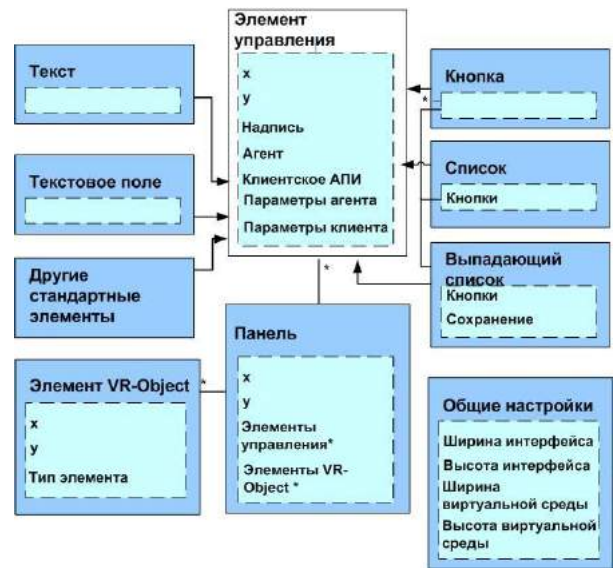 Элемент
управления
x
y
Надпись
Агент
Клиентское АПИ
Параметры агента
Параметры клиента
Текст
Текстовое поле
Другие
стандартные
элементы
Кнопка
*
Список
Кнопки
Выпадающий
список
Кнопки
Сохранение
*
Панель
x
y
Элементы
управления*
Элементы VR-
Object *
Элемент VR-Object
*
x
y
Тип элемента
Общие настройки
Ширина интерфейса
Высота интерфейса
Ширина
виртуальной среды
Высота виртуальной
среды